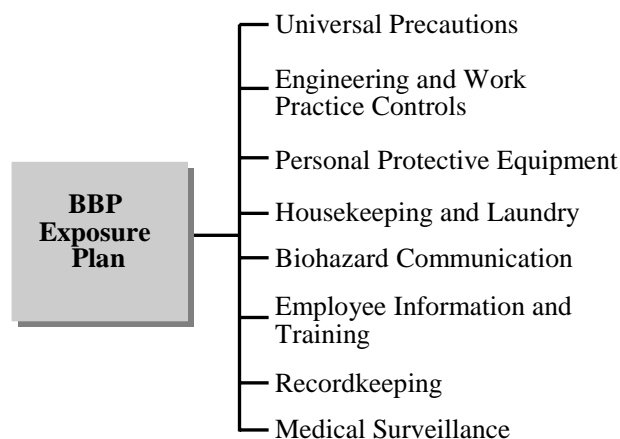 Universal Precautions
Engineering and Work
Practice Controls
Personal Protective Equipment
BBP
Exposure
Plan
Housekeeping and Laundry
Biohazard Communication
Employee Information and
Training
Recordkeeping
Medical Surveillance